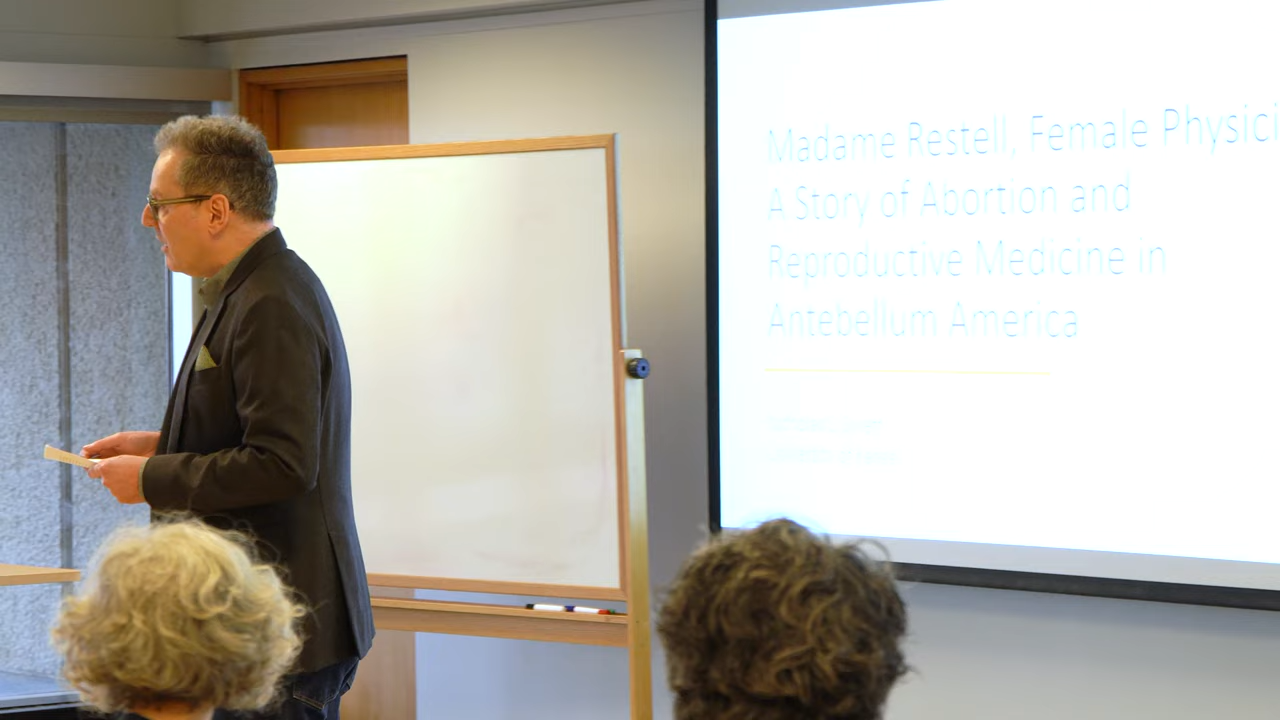 Madame Restell, Female Physici
A Story of Abortion and
Reproductive Medicine in
Antebellum America